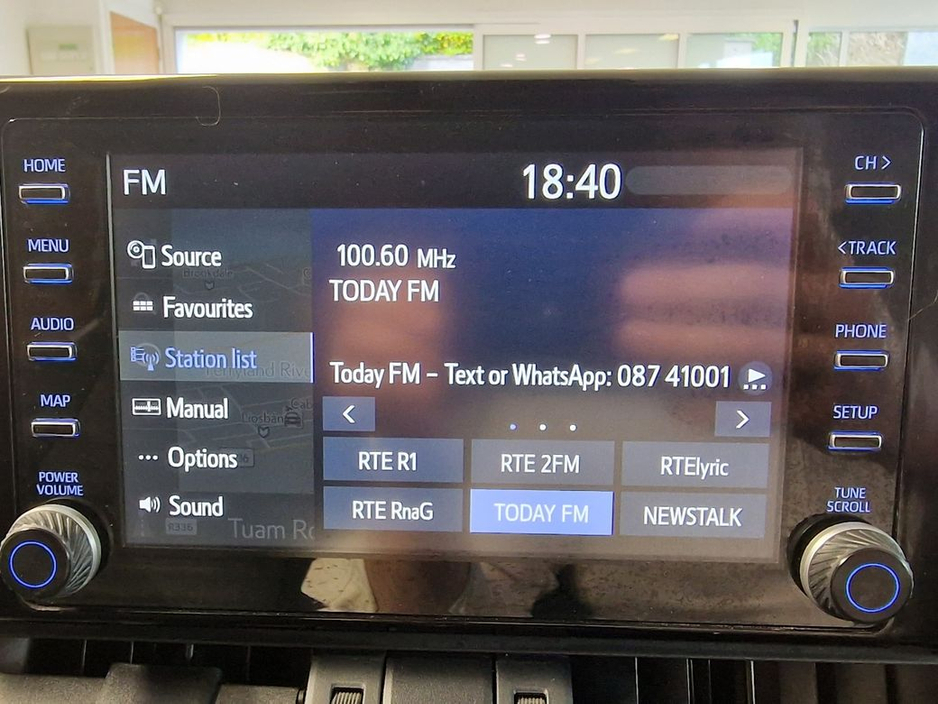 HOME
MENU
AUDIO
MAP
POWER
VOLUME
FM
18:40
Source
Favourites
Station list
Manual
Options
Sound
R336
Tuam R
100.60 MHz
TODAY FM
Today FM – Text or WhatsApp: 087 41001
<
>
RTE R1
RTE 2FM
RTElyric
RTE RnaG
TODAY FM
NEWSTALK
CH >
< TRACK
PHONE
SETUP
TUNE
SCROLL